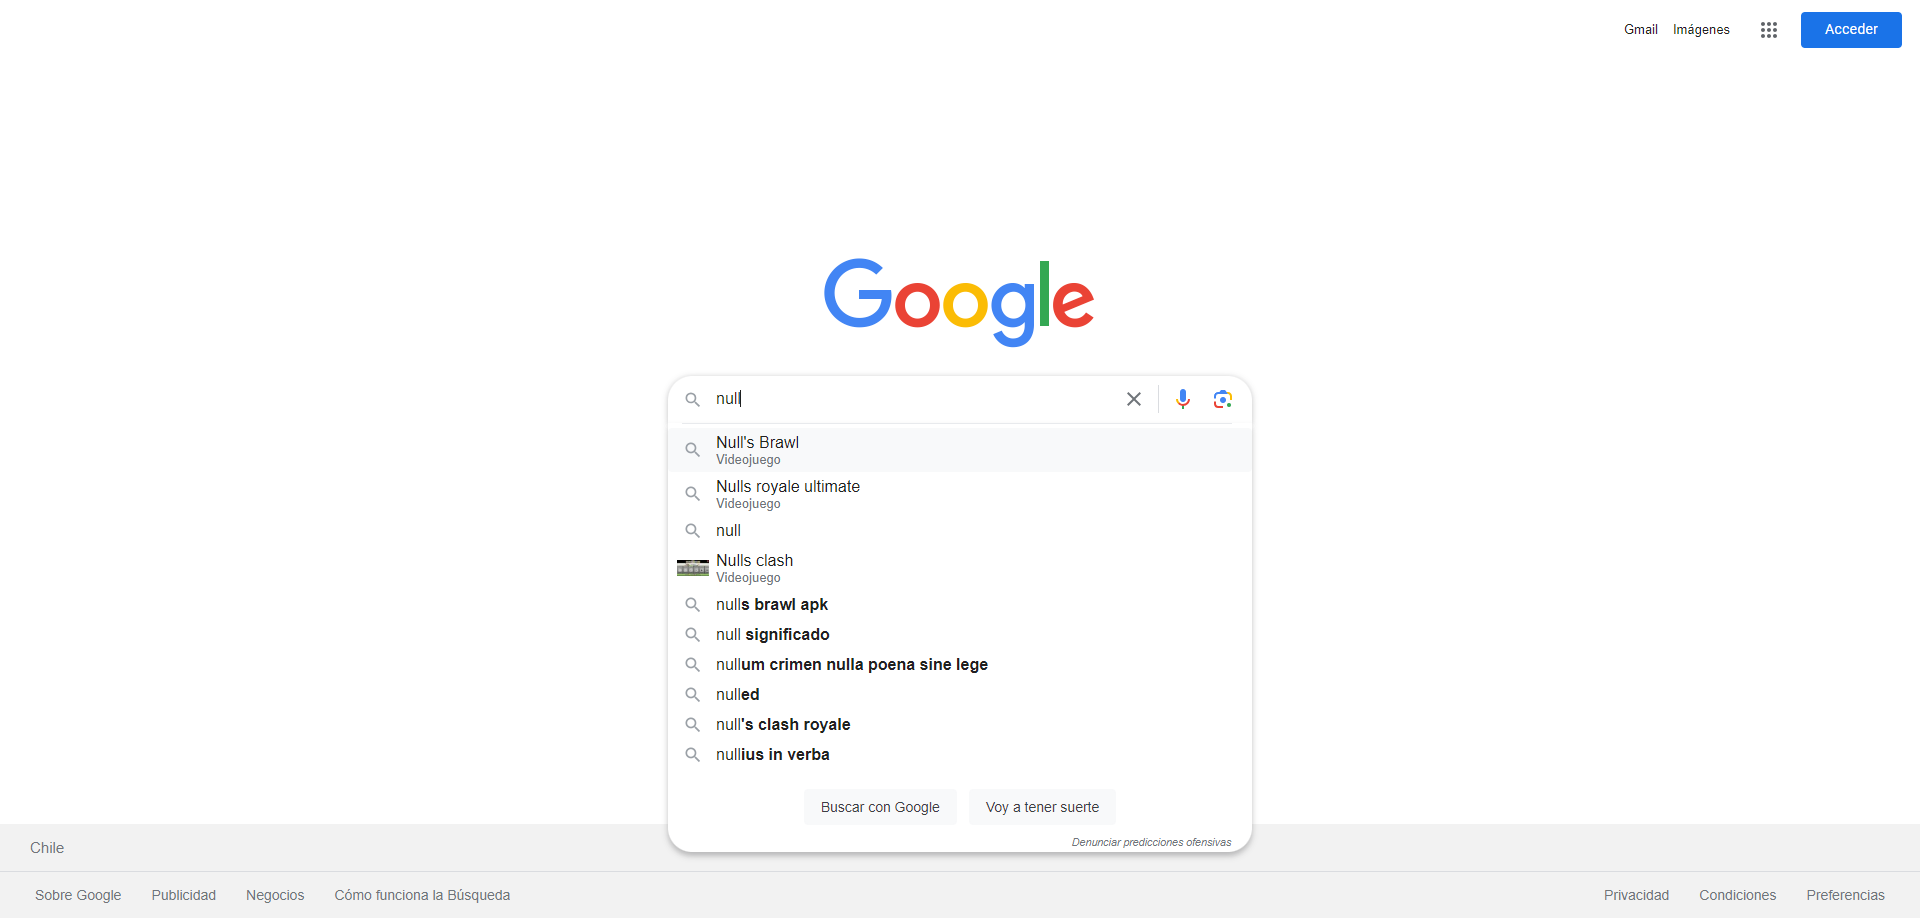 Gmail Imágenes Acceder
Google
null
Null's Brawl
Videojuego
Nulls royale ultimate
Videojuego
null
Nulls clash
Videojuego
nulls brawl apk
null significado
nullum crimen nulla poena sine lege
nulled
null's clash royale
nullius in verba
Buscar con Google Voy a tener suerte
Denunciar predicciones ofensivas
Chile
Sobre Google Publicidad Negocios Cómo funciona la Búsqueda Privacidad Condiciones Preferencias